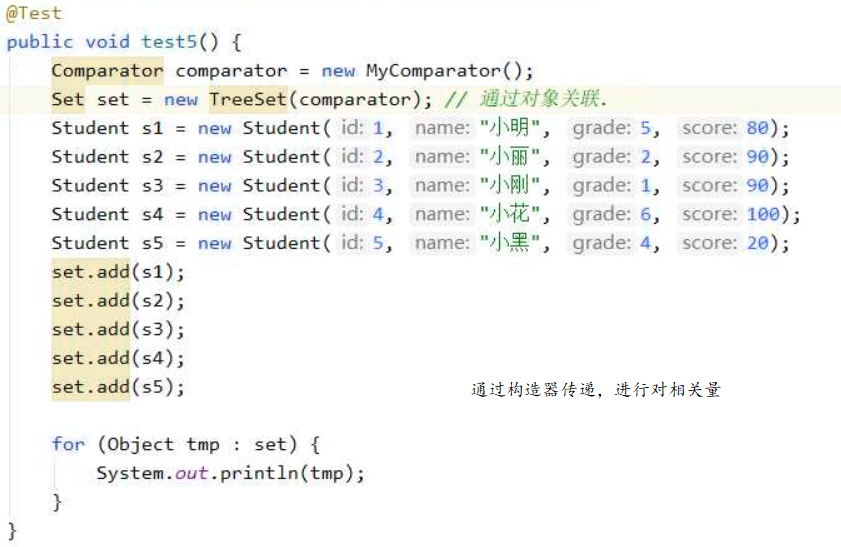 @Test
public void test5() {
Comparator comparator = new MyComparator();
Set set = new TreeSet(comparator); // 通过对象关联.
Student s1 = new Student( id: 1, name: "小明", grade: 5, score: 80);
Student s2 = new Student( id: 2, name: "小丽", grade: 2, score: 90);
Student s3 = new Student( id: 3, name: "小刚", grade: 1, score: 90);
Student s4 = new Student( id: 4, name: "小花", grade: 6, score: 100);
Student s5 = new Student( id: 5, name: "小黑", grade: 4, score: 20);
set.add(s1);
set.add(s2);
set.add(s3);
set.add(s4);
set.add(s5);
通过构造器传递，进行对相关量
for (Object tmp : set) {
System.out.println(tmp);
}
}